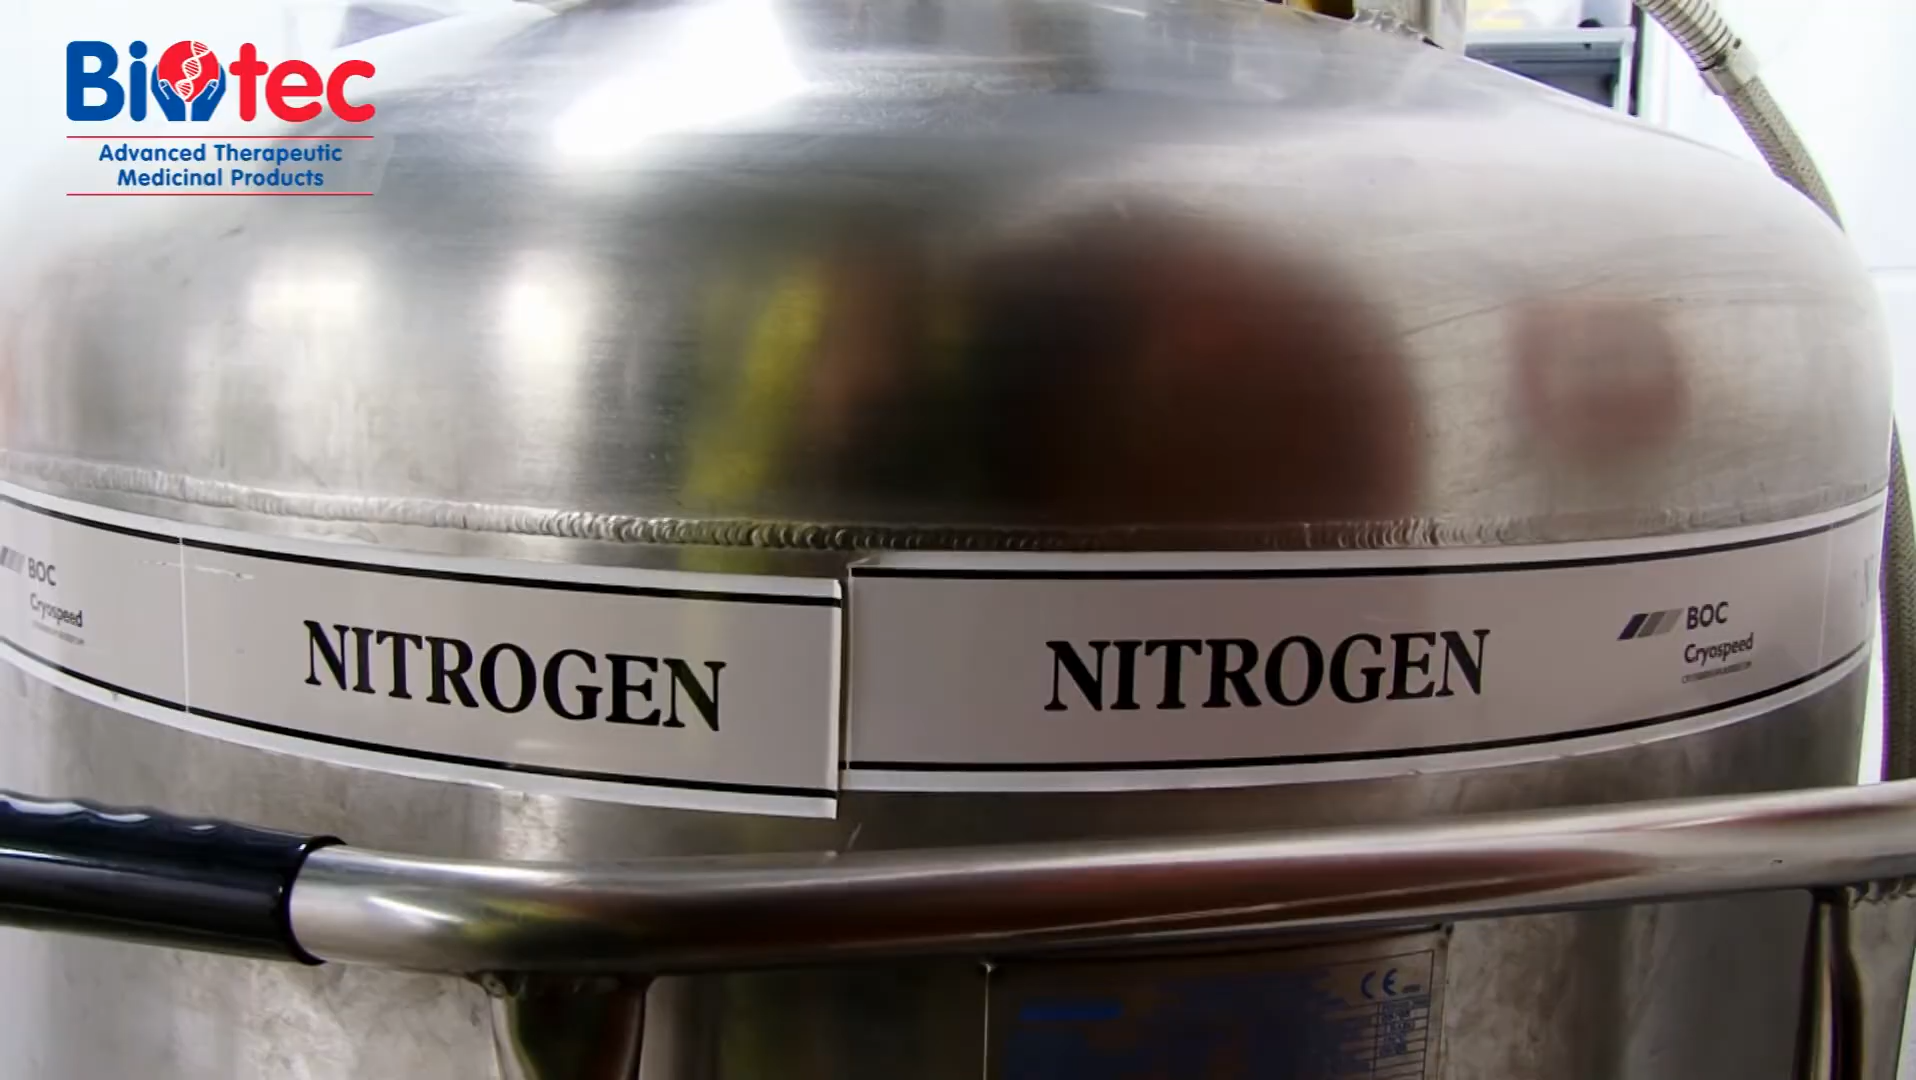 Biotec
Advanced Therapeutic
Medicinal Products
BOC
Cryospeed
NITROGEN
NITROGEN
BOC
Cryospeed
CE